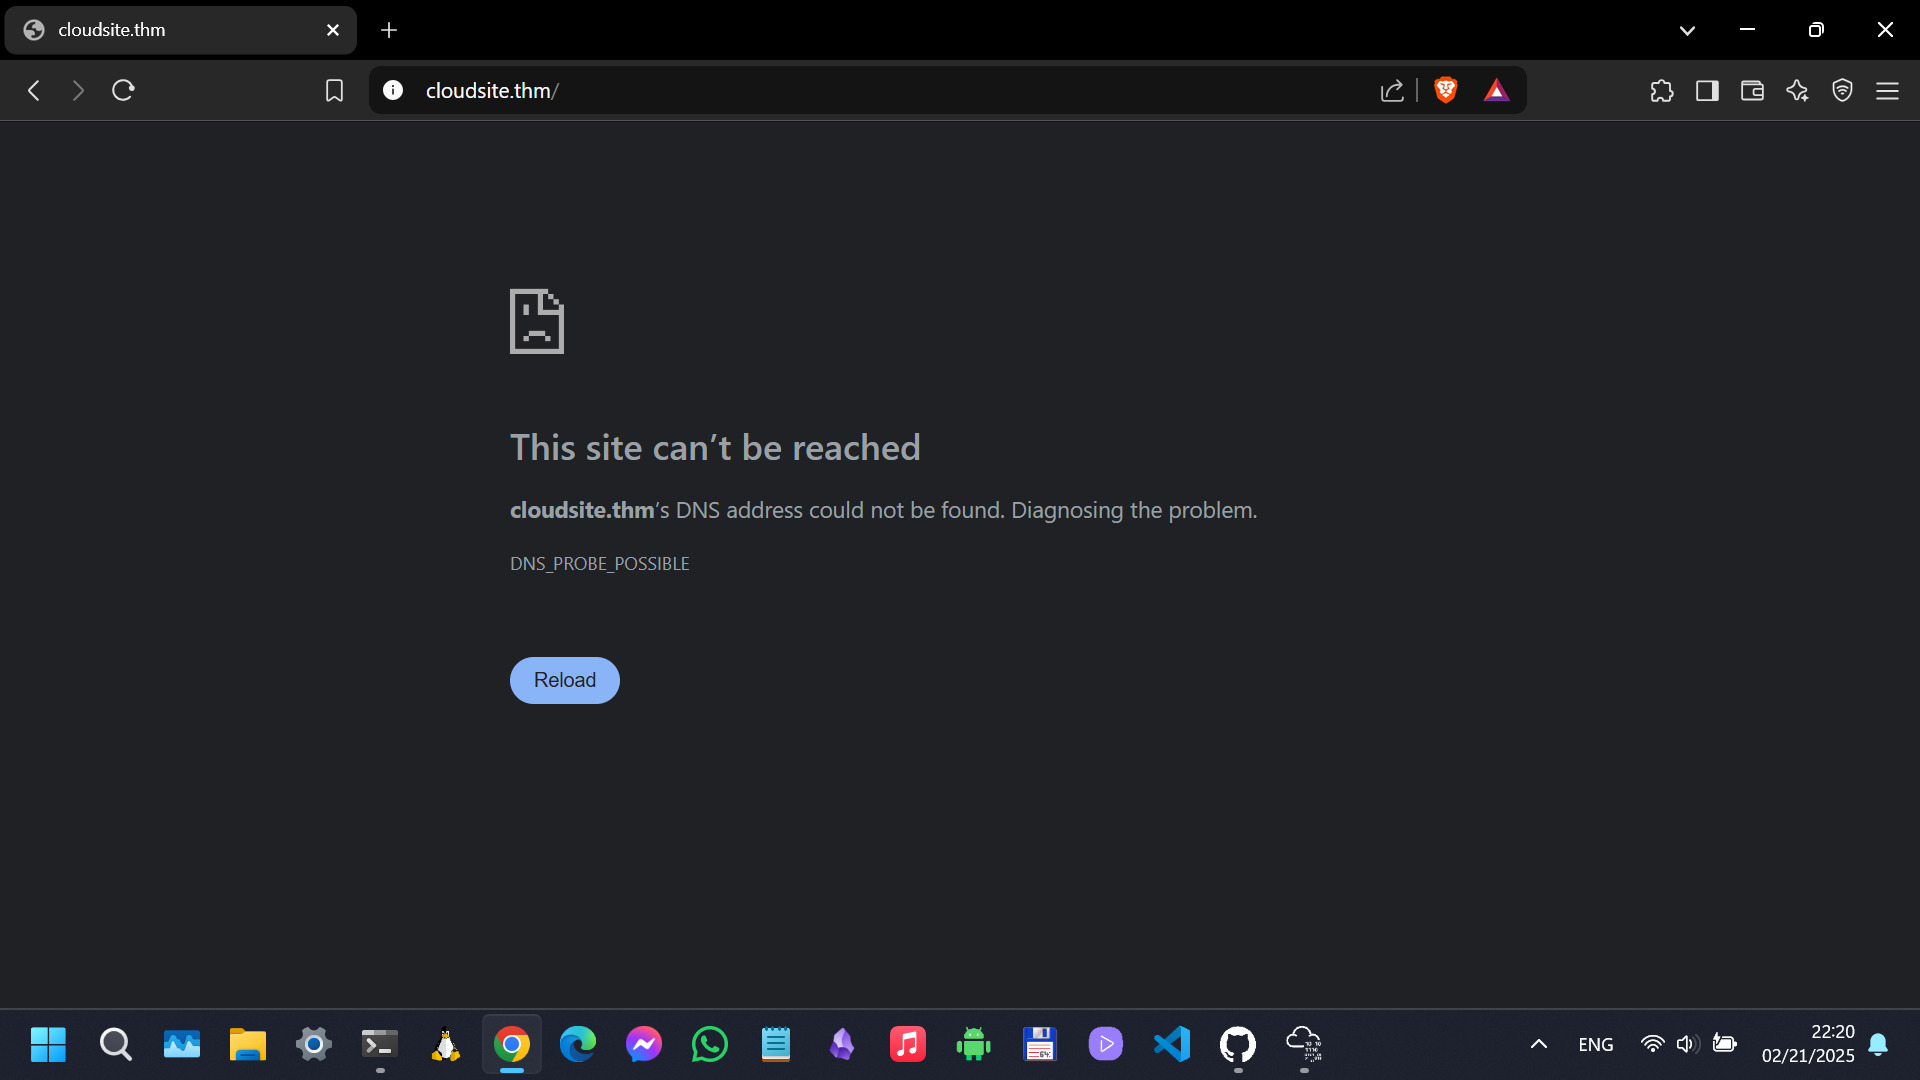 cloudsite.thm
cloudsite.thm/
This site can’t be reached
cloudsite.thm’s DNS address could not be found. Diagnosing the problem.
DNS_PROBE_POSSIBLE
Reload
64
ENG
22:20
02/21/2025